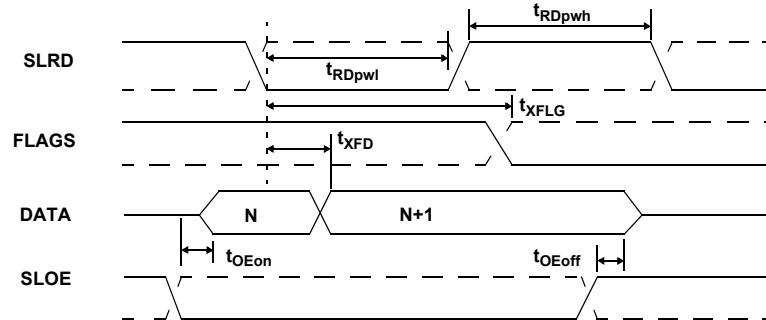 tRDpwh
SLRD
tRDpwl
tXFLG
FLAGS
tXFD
DATA
N
N+1
tOEon
tOEoff
SLOE